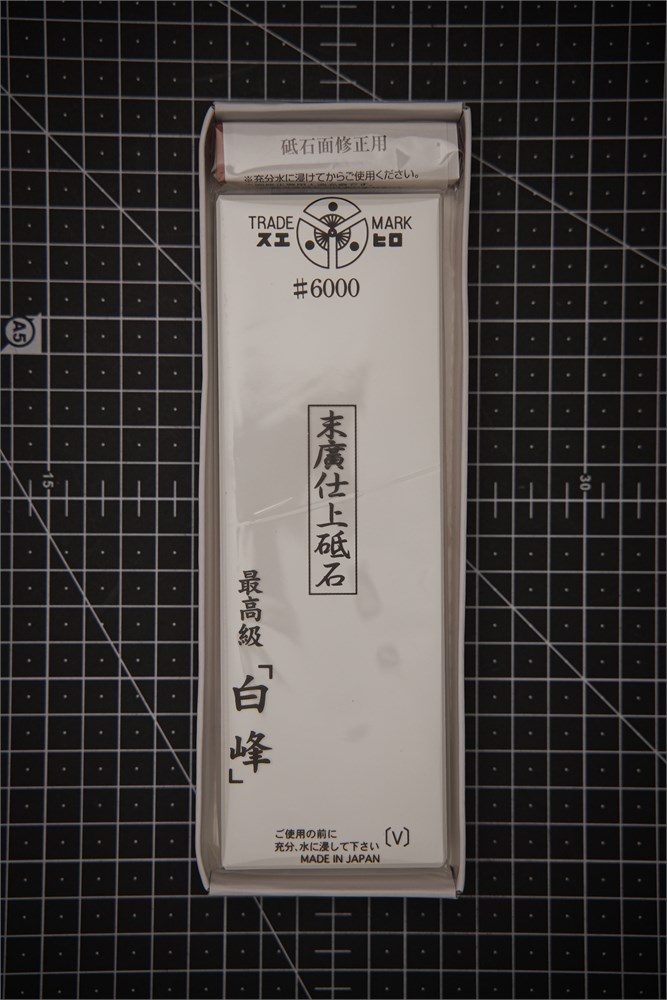 砥石面修正用
※充分水に浸けてからご使用ください。
TRADE MARK
スエ ヒロ
#6000
末廣仕上砥石
最高級
「白峰」
ご使用の前に
充分、水に浸して下さい
〔V〕
MADE IN JAPAN
A5
15
30